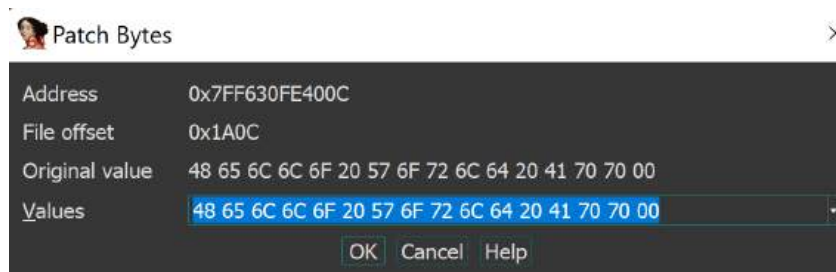 Patch Bytes
Address 0x7FF630FE400C
File offset 0x1A0C
Original value 48 65 6C 6C 6F 20 57 6F 72 6C 64 20 41 70 70 00
Values 48 65 6C 6C 6F 20 57 6F 72 6C 64 20 41 70 70 00
OK Cancel Help